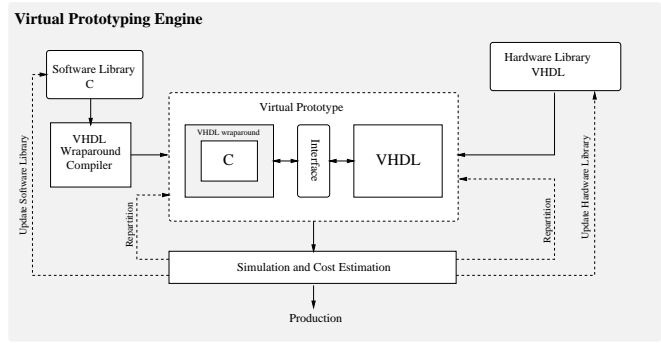 Virtual Prototyping Engine
Software Library
C
Hardware Library
VHDL
Virtual Prototype
VHDL
Wraparound
Compiler
VHDL wraparound
C
Interface
VHDL
Update Software Library
Repartition
Repartition
Update Hardware Library
Simulation and Cost Estimation
Production